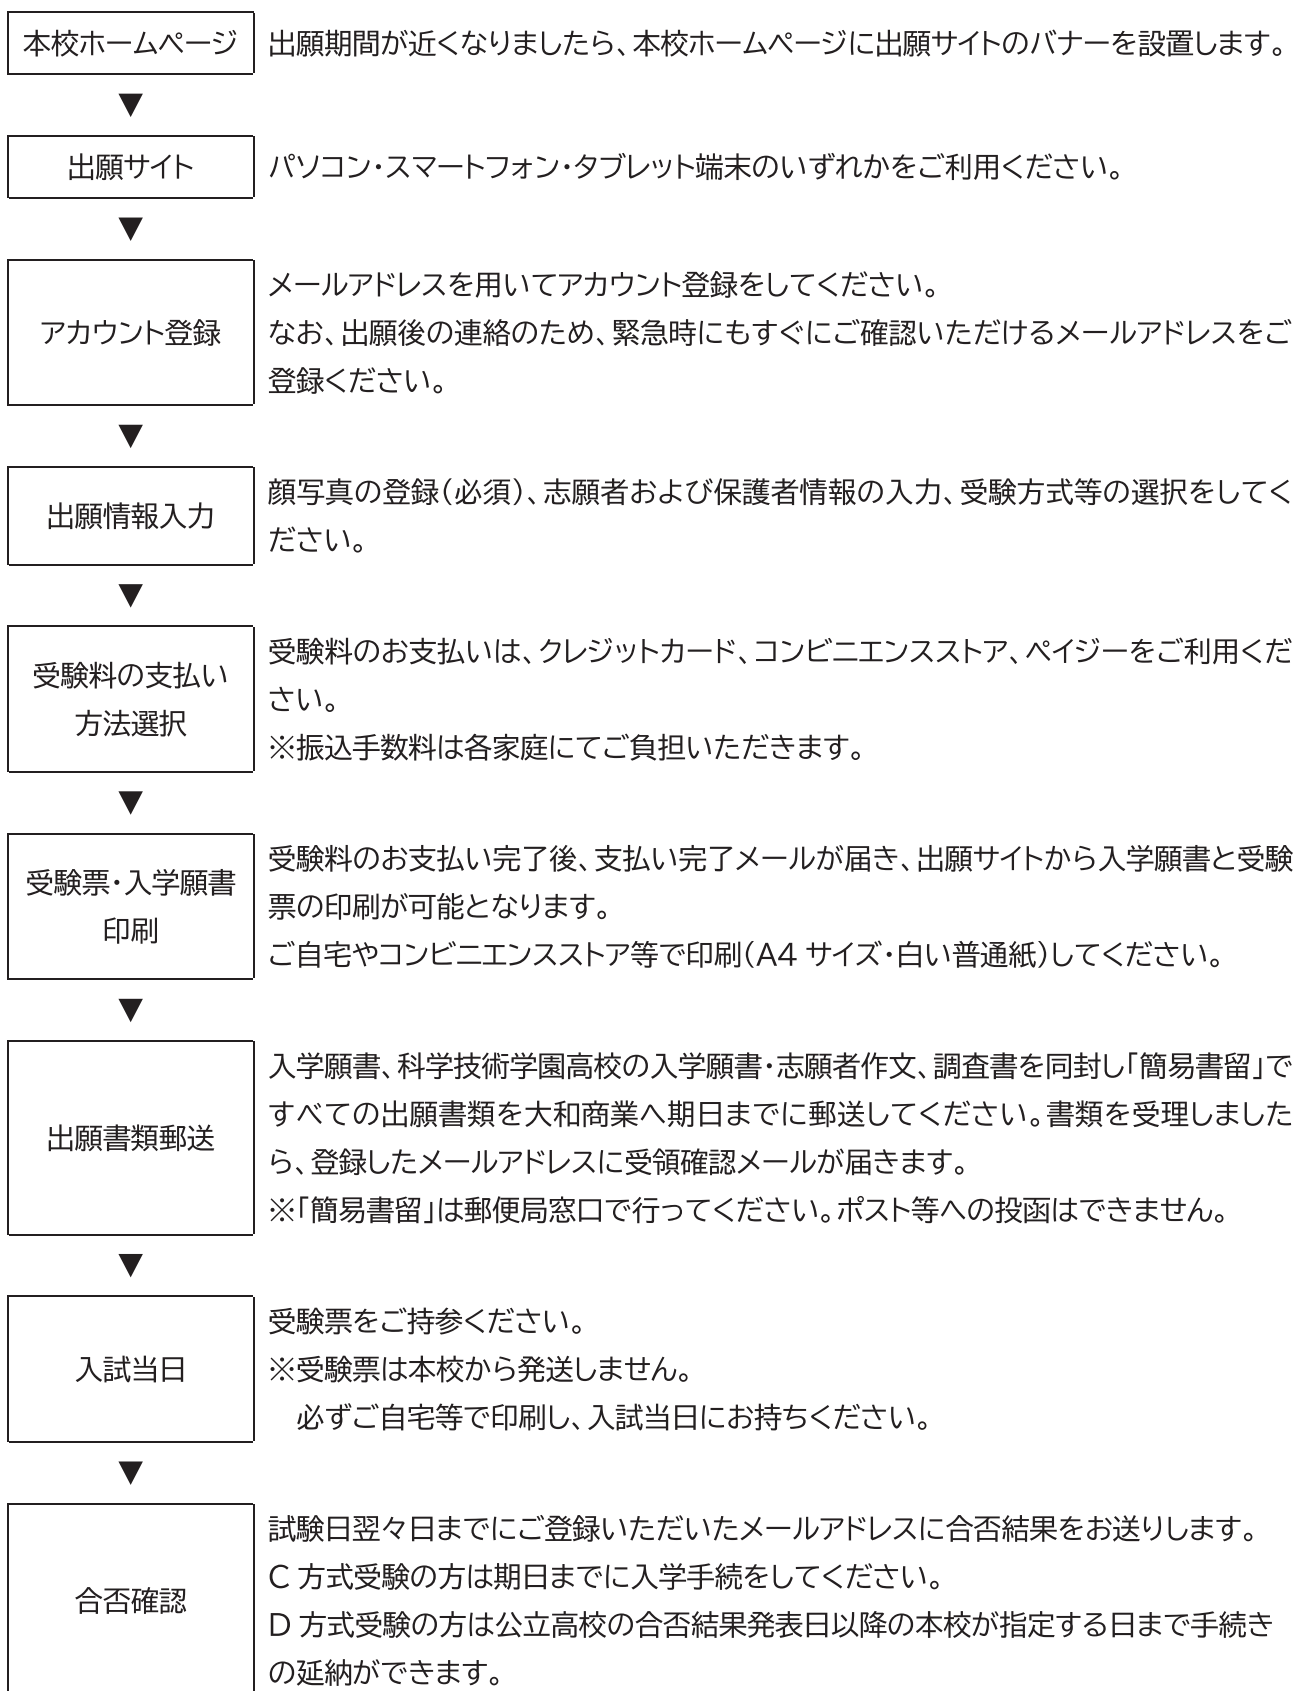 本校ホームページ
出願期間が近くなりましたら、本校ホームページに出願サイトのバナーを設置します。
▼
出願サイト
パソコン・スマートフォン・タブレット端末のいずれかをご利用ください。
▼
アカウント登録
メールアドレスを用いてアカウント登録をしてください。
なお、出願後の連絡のため、緊急時にもすぐにご確認いただけるメールアドレスをご
登録ください。
▼
出願情報入力
顔写真の登録(必須)、志願者および保護者情報の入力、受験方式等の選択をしてく
ださい。
▼
受験料の支払い
方法選択
受験料のお支払いは、クレジットカード、コンビニエンスストア、ペイジーをご利用くだ
さい。
※振込手数料は各家庭にてご負担いただきます。
▼
受験票・入学願書
印刷
受験料のお支払い完了後、支払い完了メールが届き、出願サイトから入学願書と受験
票の印刷が可能となります。
ご自宅やコンビニエンスストア等で印刷(A4 サイズ・白い普通紙)してください。
▼
出願書類郵送
入学願書、科学技術学園高校の入学願書・志願者作文、調査書を同封し「簡易書留」で
すべての出願書類を大和商業へ期日までに郵送してください。書類を受理しました
ら、登録したメールアドレスに受領確認メールが届きます。
※「簡易書留」は郵便局窓口で行ってください。ポスト等への投函はできません。
▼
入試当日
受験票をご持参ください。
※受験票は本校から発送しません。
必ずご自宅等で印刷し、入試当日にお持ちください。
▼
合否確認
試験日翌々日までにご登録いただいたメールアドレスに合否結果をお送りします。
C 方式受験の方は期日までに入学手続をしてください。
D 方式受験の方は公立高校の合否結果発表日以降の本校が指定する日まで手続き
の延納ができます。